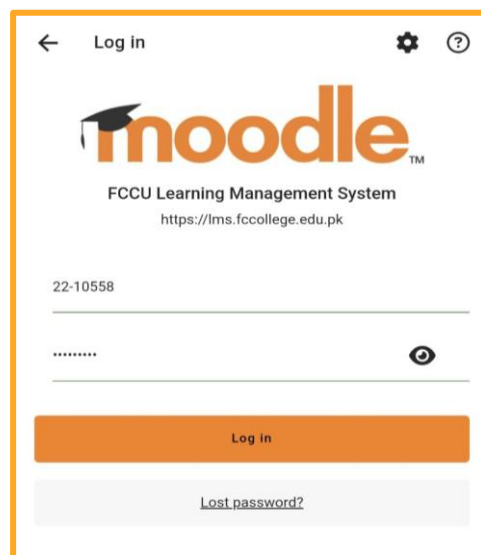 Log in
moodle TM
FCCU Learning Management System
https://lms.fccollege.edu.pk
22-10558
•••••••••
Log in
Lost password?